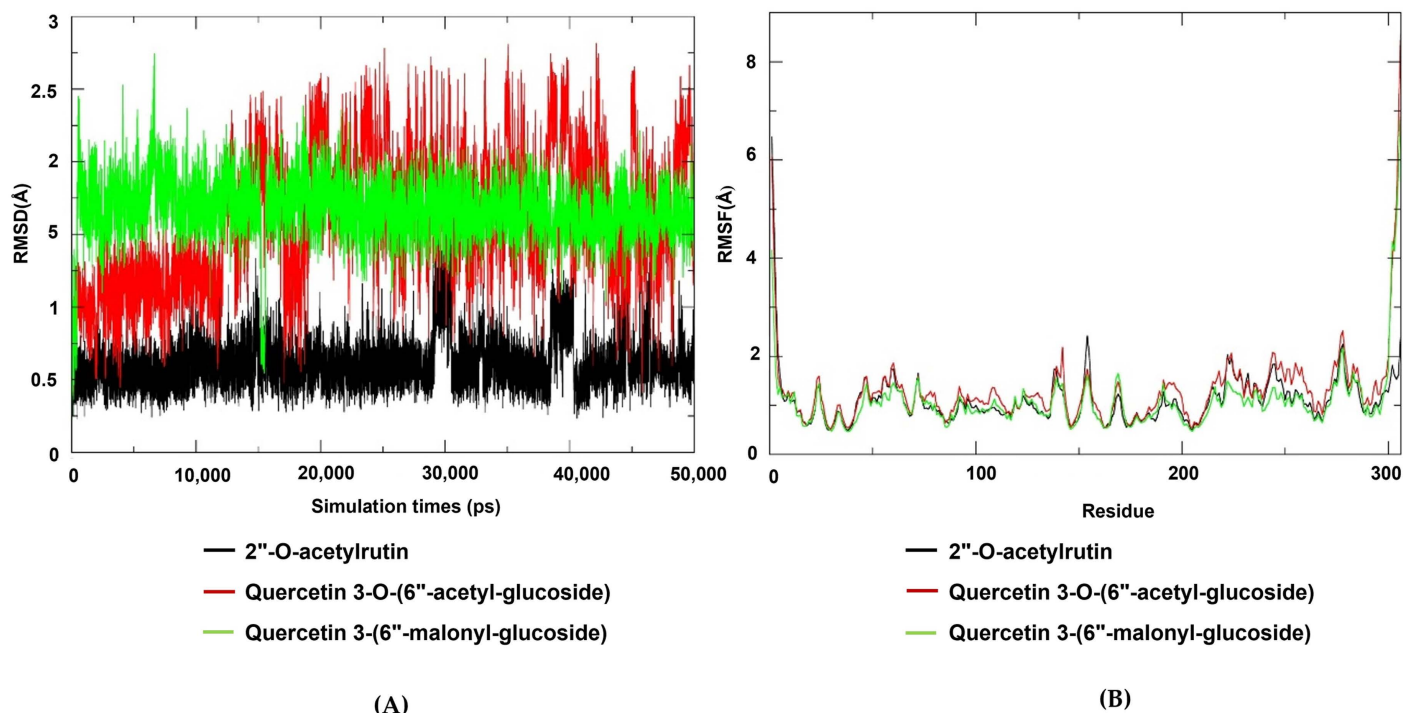 3
2.5
2
5
1
0.5
0
RMSD(Å)
0
10,000
20,000
30,000
40,000
50,000
Simulation times (ps)
2"-O-acetylrutin
Quercetin 3-O-(6"-acetyl-glucoside)
Quercetin 3-(6"-malonyl-glucoside)
(A)
8
6
4
2
0
RMSF(Å)
0
100
200
300
Residue
2"-O-acetylrutin
Quercetin 3-O-(6"-acetyl-glucoside)
Quercetin 3-(6"-malonyl-glucoside)
(B)